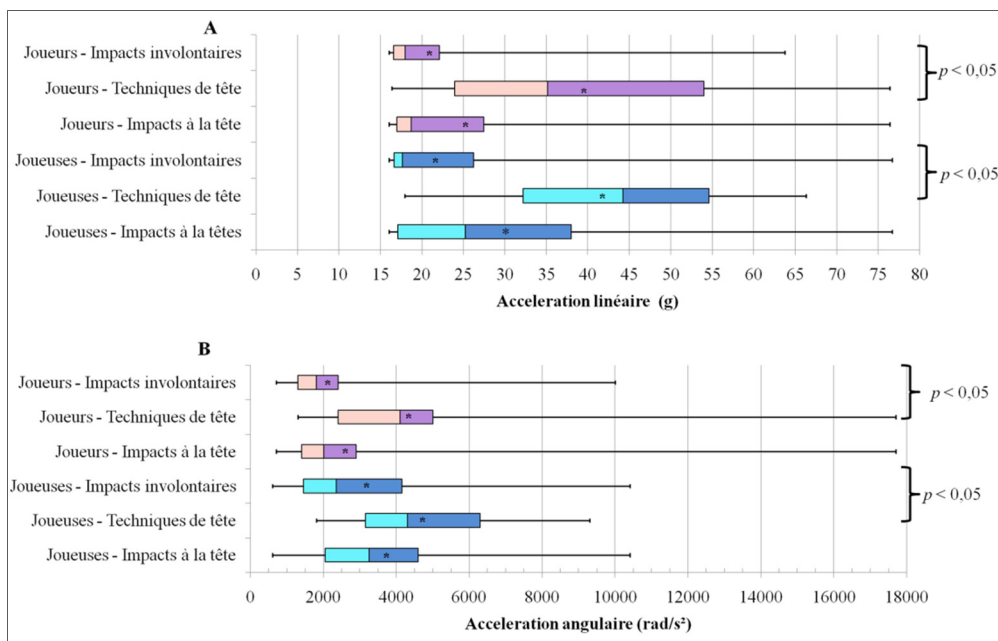 A
Joueurs - Impacts involontaires
p < 0,05
Joueurs - Techniques de tête
Joueurs - Impacts à la tête
Joueuses - Impacts involontaires
p < 0,05
Joueuses - Techniques de tête
Joueuses - Impacts à la têtes
0 5 10 15 20 25 30 35 40 45 50 55 60 65 70 75 80
Acceleration linéaire (g)
B
Joueurs - Impacts involontaires
p < 0,05
Joueurs - Techniques de tête
Joueurs - Impacts à la tête
Joueuses - Impacts involontaires
p < 0,05
Joueuses - Techniques de tête
Joueuses - Impacts à la tête
0 2000 4000 6000 8000 10000 12000 14000 16000 18000
Acceleration angulaire (rad/s²)